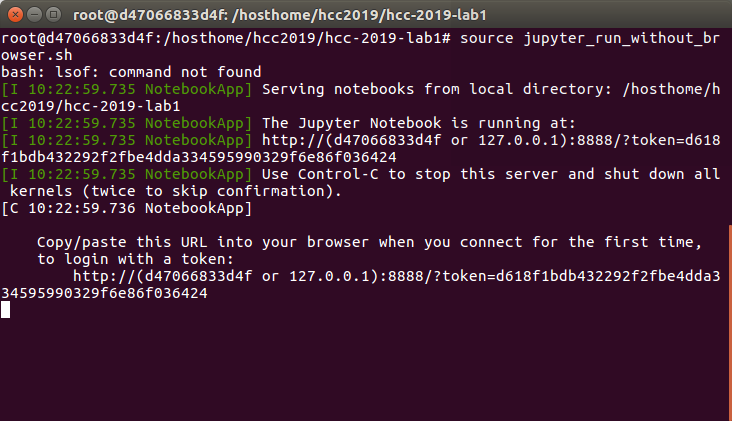 root@d47066833d4f: /hosthome/hcc2019/hcc-2019-lab1
root@d47066833d4f:/hosthome/hcc2019/hcc-2019-lab1# source jupyter_run_without_br
owser.sh
bash: lsof: command not found
[I 10:22:59.735 NotebookApp] Serving notebooks from local directory: /hosthome/h
cc2019/hcc-2019-lab1
[I 10:22:59.735 NotebookApp] The Jupyter Notebook is running at:
[I 10:22:59.735 NotebookApp] http://(d47066833d4f or 127.0.0.1):8888/?token=d618
f1bdb432292f2fbe4dda334595990329f6e86f036424
[I 10:22:59.735 NotebookApp] Use Control-C to stop this server and shut down all
 kernels (twice to skip confirmation).
[C 10:22:59.736 NotebookApp]
    Copy/paste this URL into your browser when you connect for the first time,
    to login with a token:
        http://(d47066833d4f or 127.0.0.1):8888/?token=d618f1bdb432292f2fbe4dda3
34595990329f6e86f036424